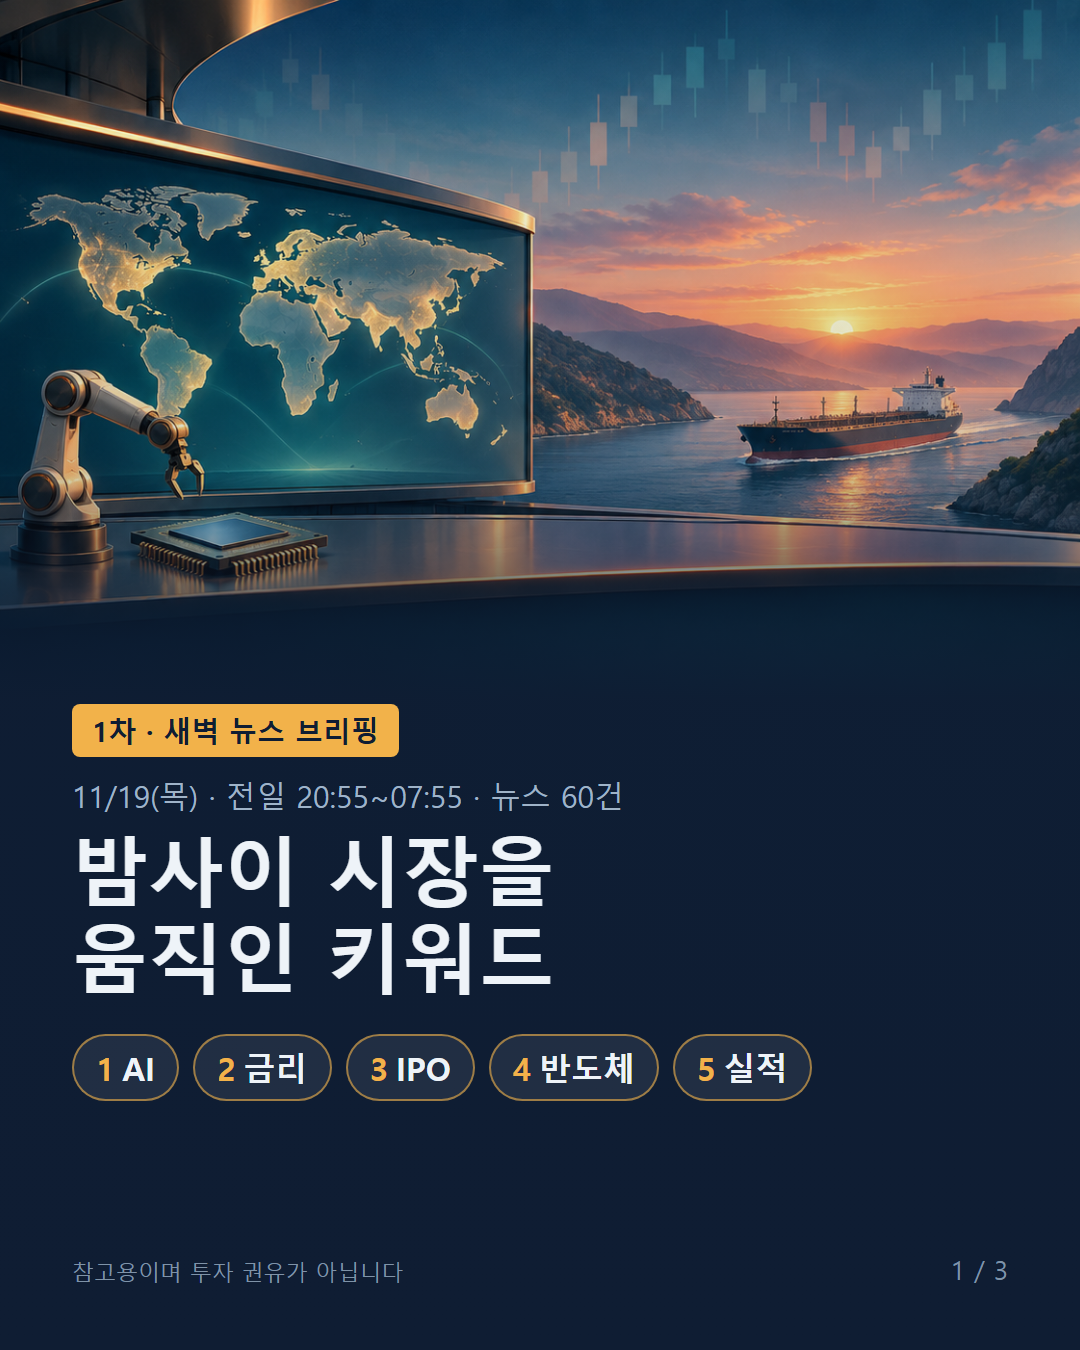 1차 · 새벽 뉴스 브리핑
11/19(목) · 전일 20:55~07:55 · 뉴스 60건
밤사이 시장을
움직인 키워드
1 AI 2 금리 3 IPO 4 반도체 5 실적
참고용이며 투자 권유가 아닙니다
1 / 3